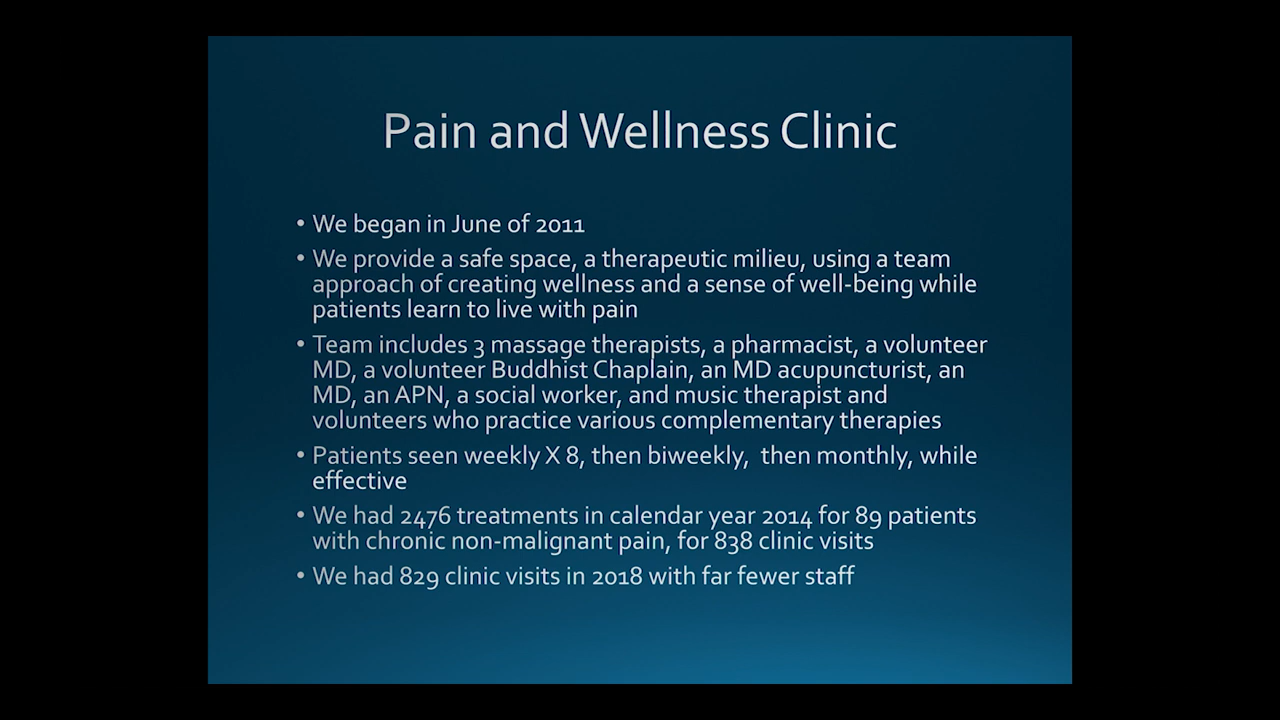 Pain and Wellness Clinic
• We began in June of 2011
• We provide a safe space, a therapeutic milieu, using a team
approach of creating wellness and a sense of well-being while
patients learn to live with pain
• Team includes 3 massage therapists, a pharmacist, a volunteer
MD, a volunteer Buddhist Chaplain, an MD acupuncturist, an
MD, an APN, a social worker, and music therapist and
volunteers who practice various complementary therapies
• Patients seen weekly X 8, then biweekly,  then monthly, while
effective
• We had 2476 treatments in calendar year 2014 for 89 patients
with chronic non-malignant pain, for 838 clinic visits
• We had 829 clinic visits in 2018 with far fewer staff